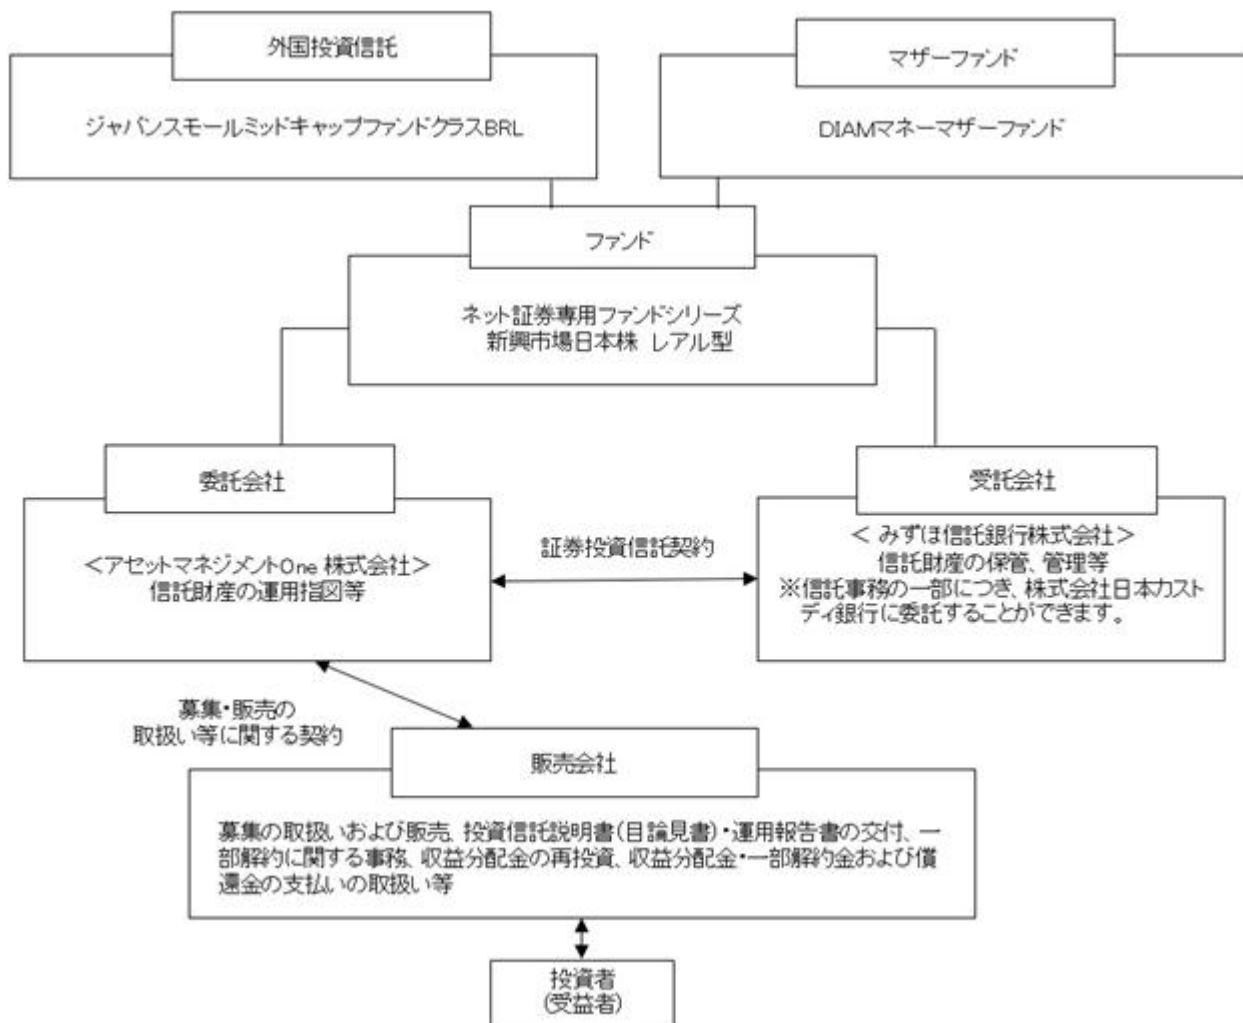 外国投資信託
マザーファンド
ジャパンスモールミッドキャップファンドクラスBRL
DIAMマネーマザーファンド
ファンド
ネット証券専用ファンドシリーズ
新興市場日本株 レアル型
委託会社
受託会社
<アセットマネジメントOne 株式会社>
信託財産の運用指図等
証券投資信託契約
< みずほ信託銀行株式会社>
信託財産の保管、管理等
※信託事務の一部につき、株式会社日本カスト
ディ銀行に委託することができます。
募集・販売の
取扱い等に関する契約
販売会社
募集の取扱いおよび販売、投資信託説明書(目論見書)・運用報告書の交付、一
部解約に関する事務、収益分配金の再投資、収益分配金・一部解約金および償
還金の支払いの取扱い等
投資者
(受益者)